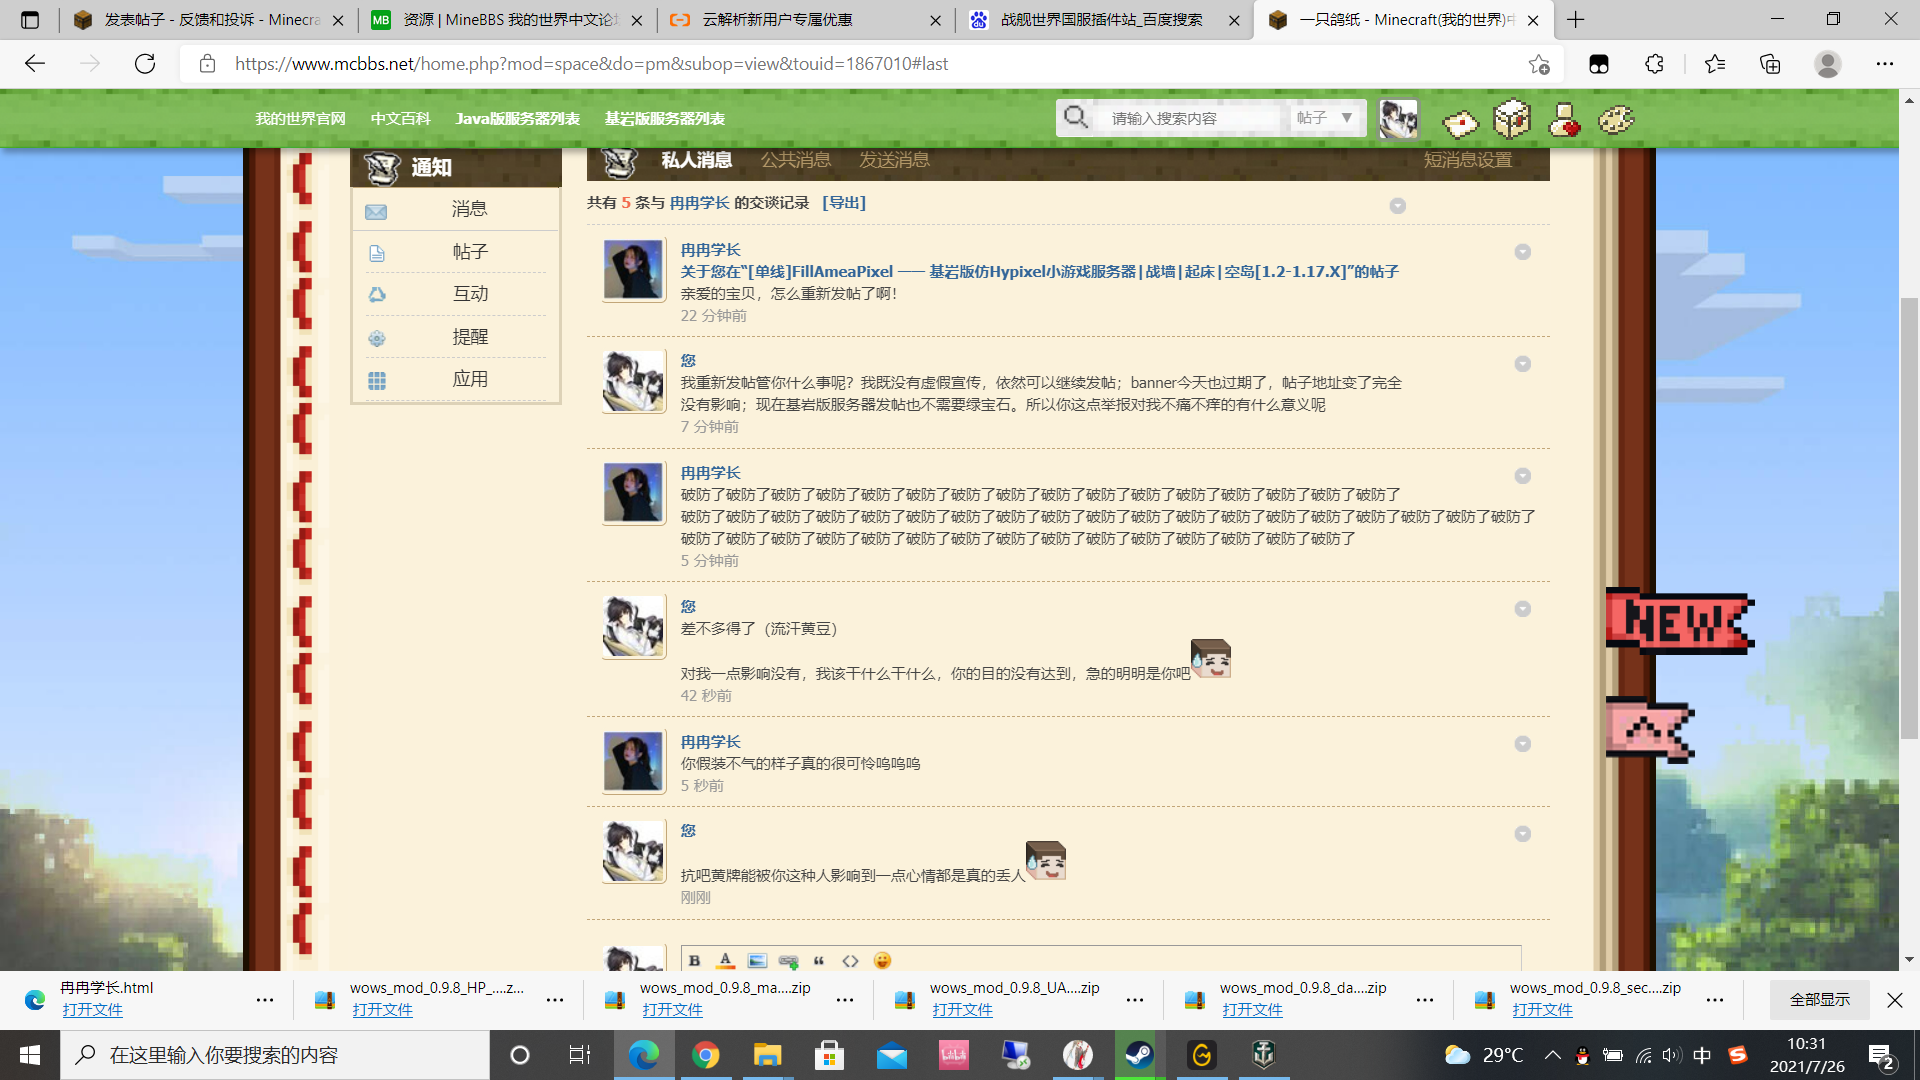 发表帖子 - 反馈和投诉 - Minecra
资源 | MineBBS 我的世界中文论坛
云解析新用户专属优惠
战舰世界国服插件站_百度搜索
一只鸽纸 - Minecraft(我的世界)中
https://www.mcbbs.net/home.php?mod=space&do=pm&subop=view&touid=1867010#last
我的世界官网 中文百科 Java版服务器列表 基岩版服务器列表
请输入搜索内容 帖子 ▼
通知
消息
帖子
互动
提醒
应用
私人消息 公共消息 发送消息 短消息设置
共有 5 条与 冉冉学长 的交谈记录 [导出]
冉冉学长
关于您在“[单线]FillAmeaPixel —— 基岩版仿Hypixel小游戏服务器|战墙|起床|空岛[1.2-1.17.X]”的帖子
亲爱的宝贝，怎么重新发帖了啊！
22 分钟前
您
我重新发帖管你什么事呢？我既没有虚假宣传，依然可以继续发帖；banner今天也过期了，帖子地址变了完全
没有影响；现在基岩版服务器发帖也不需要绿宝石。所以你这点举报对我不痛不痒的有什么意义呢
7 分钟前
冉冉学长
破防了破防了破防了破防了破防了破防了破防了破防了破防了破防了破防了破防了破防了破防了破防了破防了
破防了破防了破防了破防了破防了破防了破防了破防了破防了破防了破防了破防了破防了破防了破防了破防了破防了破防了破防了
破防了破防了破防了破防了破防了破防了破防了破防了破防了破防了破防了破防了破防了破防了破防了
5 分钟前
您
差不多得了（流汗黄豆）
对我一点影响没有，我该干什么干什么，你的目的没有达到，急的明明是你吧
42 秒前
冉冉学长
你假装不气的样子真的很可怜呜呜呜
5 秒前
您
抗吧黄牌能被你这种人影响到一点心情都是真的丢人
刚刚
NEW
冉冉学长.html
打开文件
wows_mod_0.9.8_HP_....z...
打开文件
wows_mod_0.9.8_ma....zip
打开文件
wows_mod_0.9.8_UA....zip
打开文件
wows_mod_0.9.8_da....zip
打开文件
wows_mod_0.9.8_sec....zip
打开文件
全部显示
在这里输入你要搜索的内容
29°C
中
10:31
2021/7/26
2